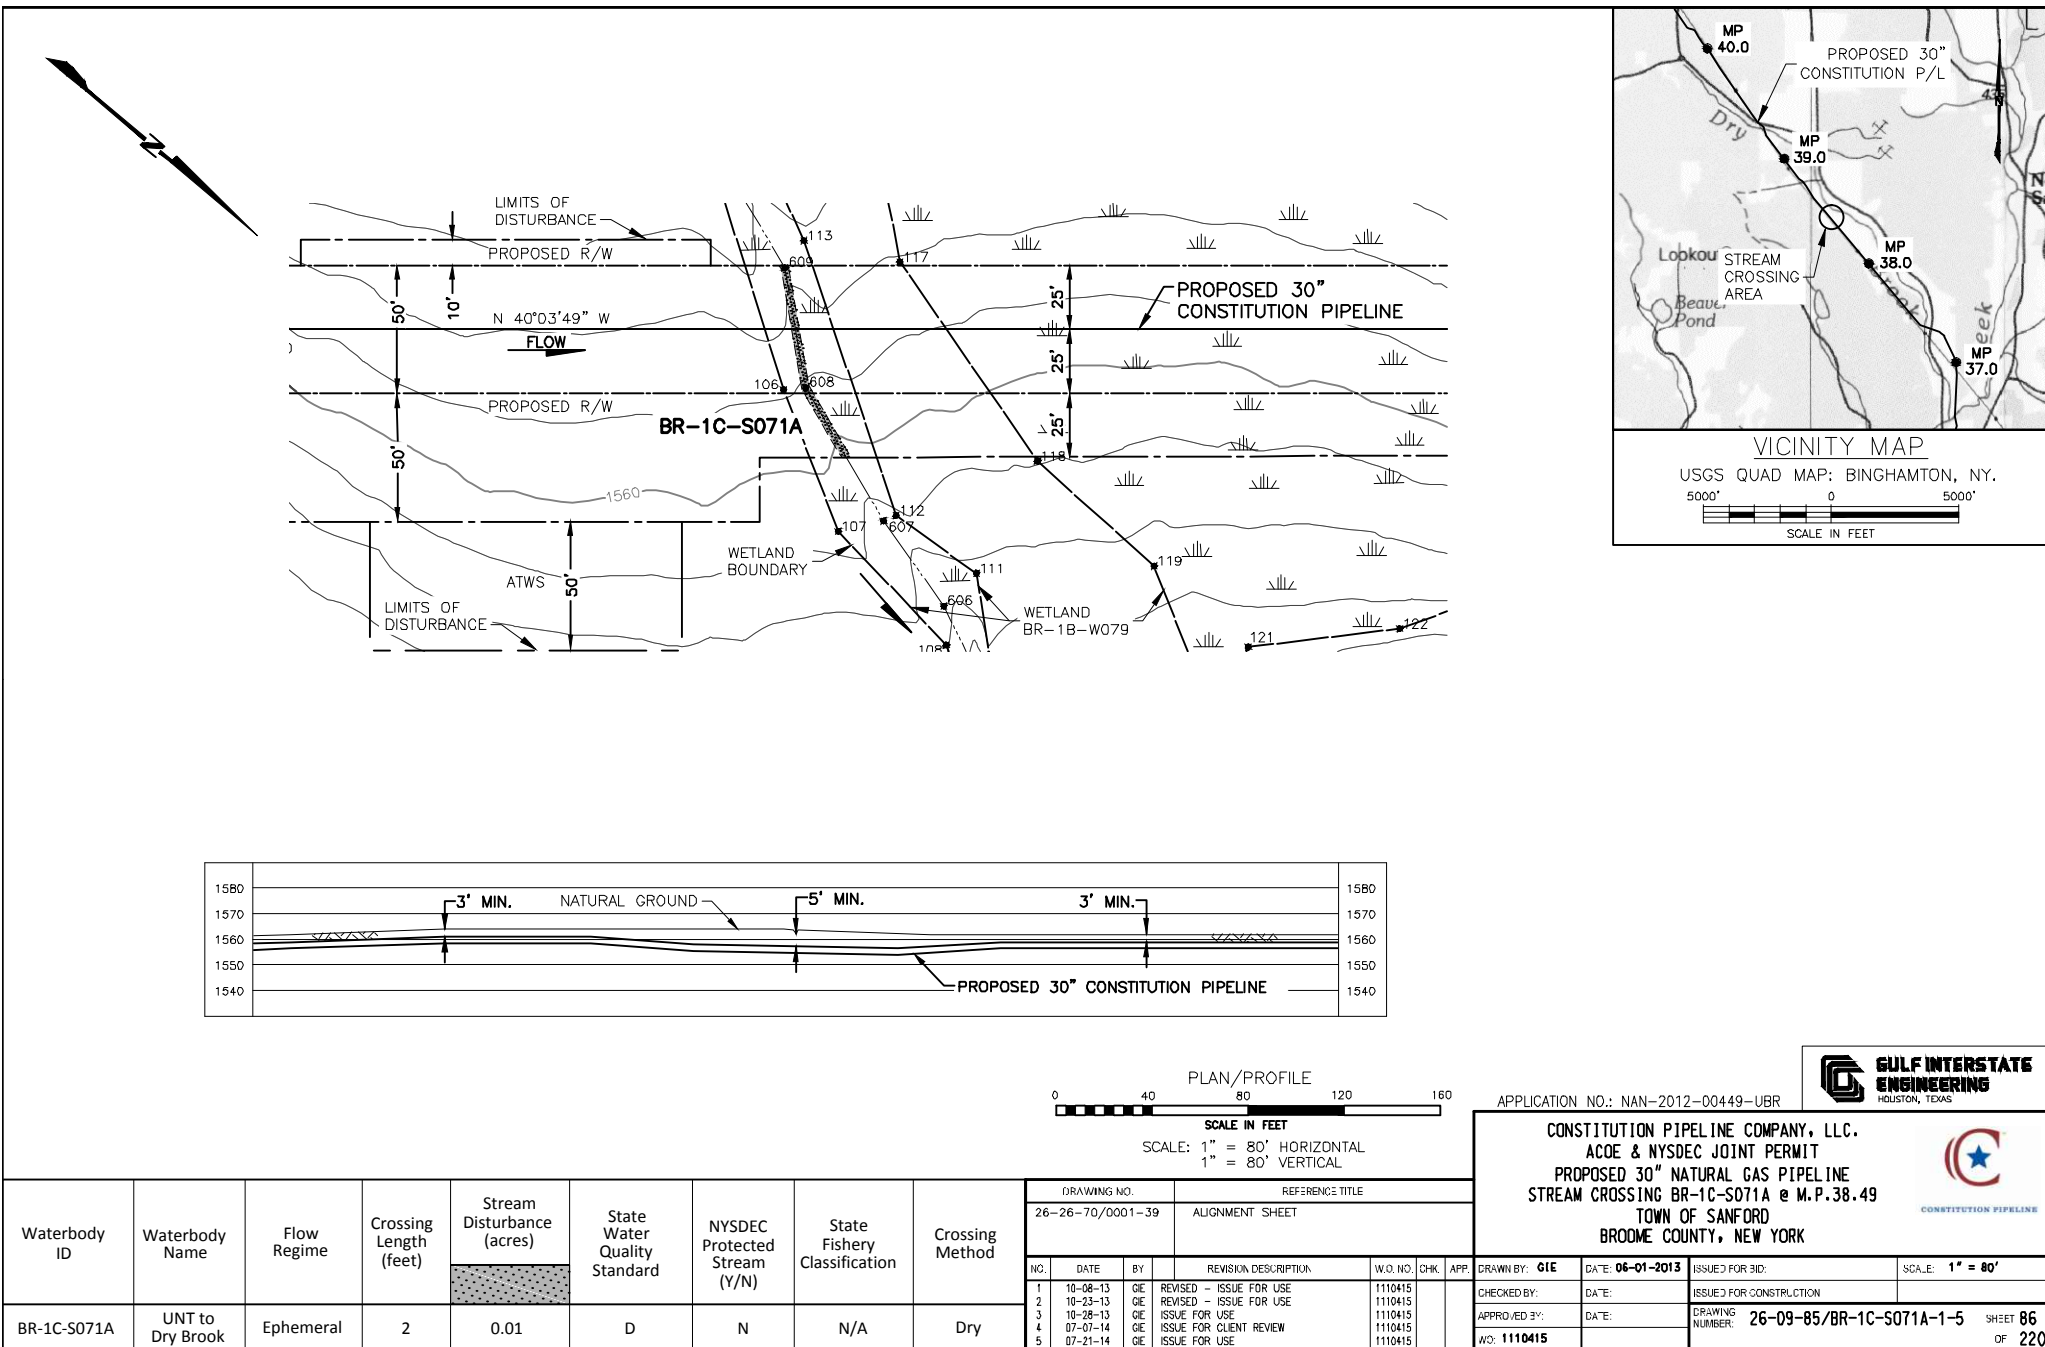 N
LIMITS OF
DISTURBANCE
PROPOSED R/W
50'
10'
N 40°03'49" W
FLOW
PROPOSED R/W
BR-1C-S071A
50'
1560
ATWS
50'
LIMITS OF
DISTURBANCE
WETLAND
BOUNDARY
113
609
117
106
608
118
107
112
607
111
606
108
119
121
122
25'
25'
25'
PROPOSED 30"
CONSTITUTION PIPELINE
WETLAND
BR-1B-W079
MP
40.0
PROPOSED 30"
CONSTITUTION P/L
Dry
MP
39.0
N
STREAM
CROSSING
AREA
MP
38.0
Beaver
Pond
MP
37.0
VICINITY MAP
USGS QUAD MAP: BINGHAMTON, NY.
5000' 0 5000'
SCALE IN FEET
1580
1570
1560
1550
1540
3' MIN.
NATURAL GROUND
5' MIN.
3' MIN.
PROPOSED 30" CONSTITUTION PIPELINE
1580
1570
1560
1550
1540
PLAN/PROFILE
0 40 80 120 160
SCALE IN FEET
SCALE: 1" = 80' HORIZONTAL
1" = 80' VERTICAL
APPLICATION NO.: NAN-2012-00449-UBR
GULF INTERSTATE
ENGINEERING
HOUSTON, TEXAS
CONSTITUTION PIPELINE COMPANY, LLC.
ACOE & NYSDEC JOINT PERMIT
PROPOSED 30" NATURAL GAS PIPELINE
STREAM CROSSING BR-1C-S071A @ M.P.38.49
TOWN OF SANFORD
BROOME COUNTY, NEW YORK
CONSTITUTION PIPELINE
Waterbody
ID
Waterbody
Name
Flow
Regime
Crossing
Length
(feet)
Stream
Disturbance
(acres)
State
Water
Quality
Standard
NYSDEC
Protected
Stream
(Y/N)
State
Fishery
Classification
Crossing
Method
BR-1C-S071A
UNT to
Dry Brook
Ephemeral
2
0.01
D
N
N/A
Dry
DRAWING NO. REFERENCE TITLE
26-26-70/0001-39 ALIGNMENT SHEET
NO. DATE BY REVISION DESCRIPTION W.O. NO. CHK. APP.
1 10-08-13 GIE REVISED - ISSUE FOR USE 1110415
2 10-23-13 GIE REVISED - ISSUE FOR USE 1110415
3 10-28-13 GIE ISSUE FOR USE 1110415
4 07-07-14 GIE ISSUE FOR CLIENT REVIEW 1110415
5 07-21-14 GIE ISSUE FOR USE 1110415
DRAWN BY: GIE DATE: 06-01-2013 ISSUED FOR BID: SCALE: 1" = 80'
CHECKED BY: DATE: ISSUED FOR CONSTRUCTION
APPROVED BY: DATE: DRAWING
NUMBER: 26-09-85/BR-1C-S071A-1-5 SHEET 86
OF 220
WO: 1110415